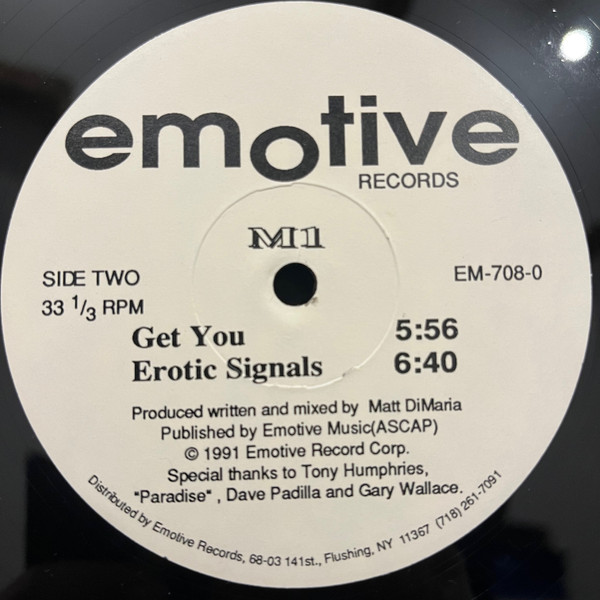 emotive
RECORDS
M1
SIDE TWO
EM-708-0
33 1/3 RPM
Get You 5:56
Erotic Signals 6:40
Produced written and mixed by Matt DiMaria
Published by Emotive Music(ASCAP)
© 1991 Emotive Record Corp.
Special thanks to Tony Humphries,
"Paradise" , Dave Padilla and Gary Wallace.
Distributed by Emotive Records, 68-03 141st., Flushing, NY 11367 (718) 261-7091